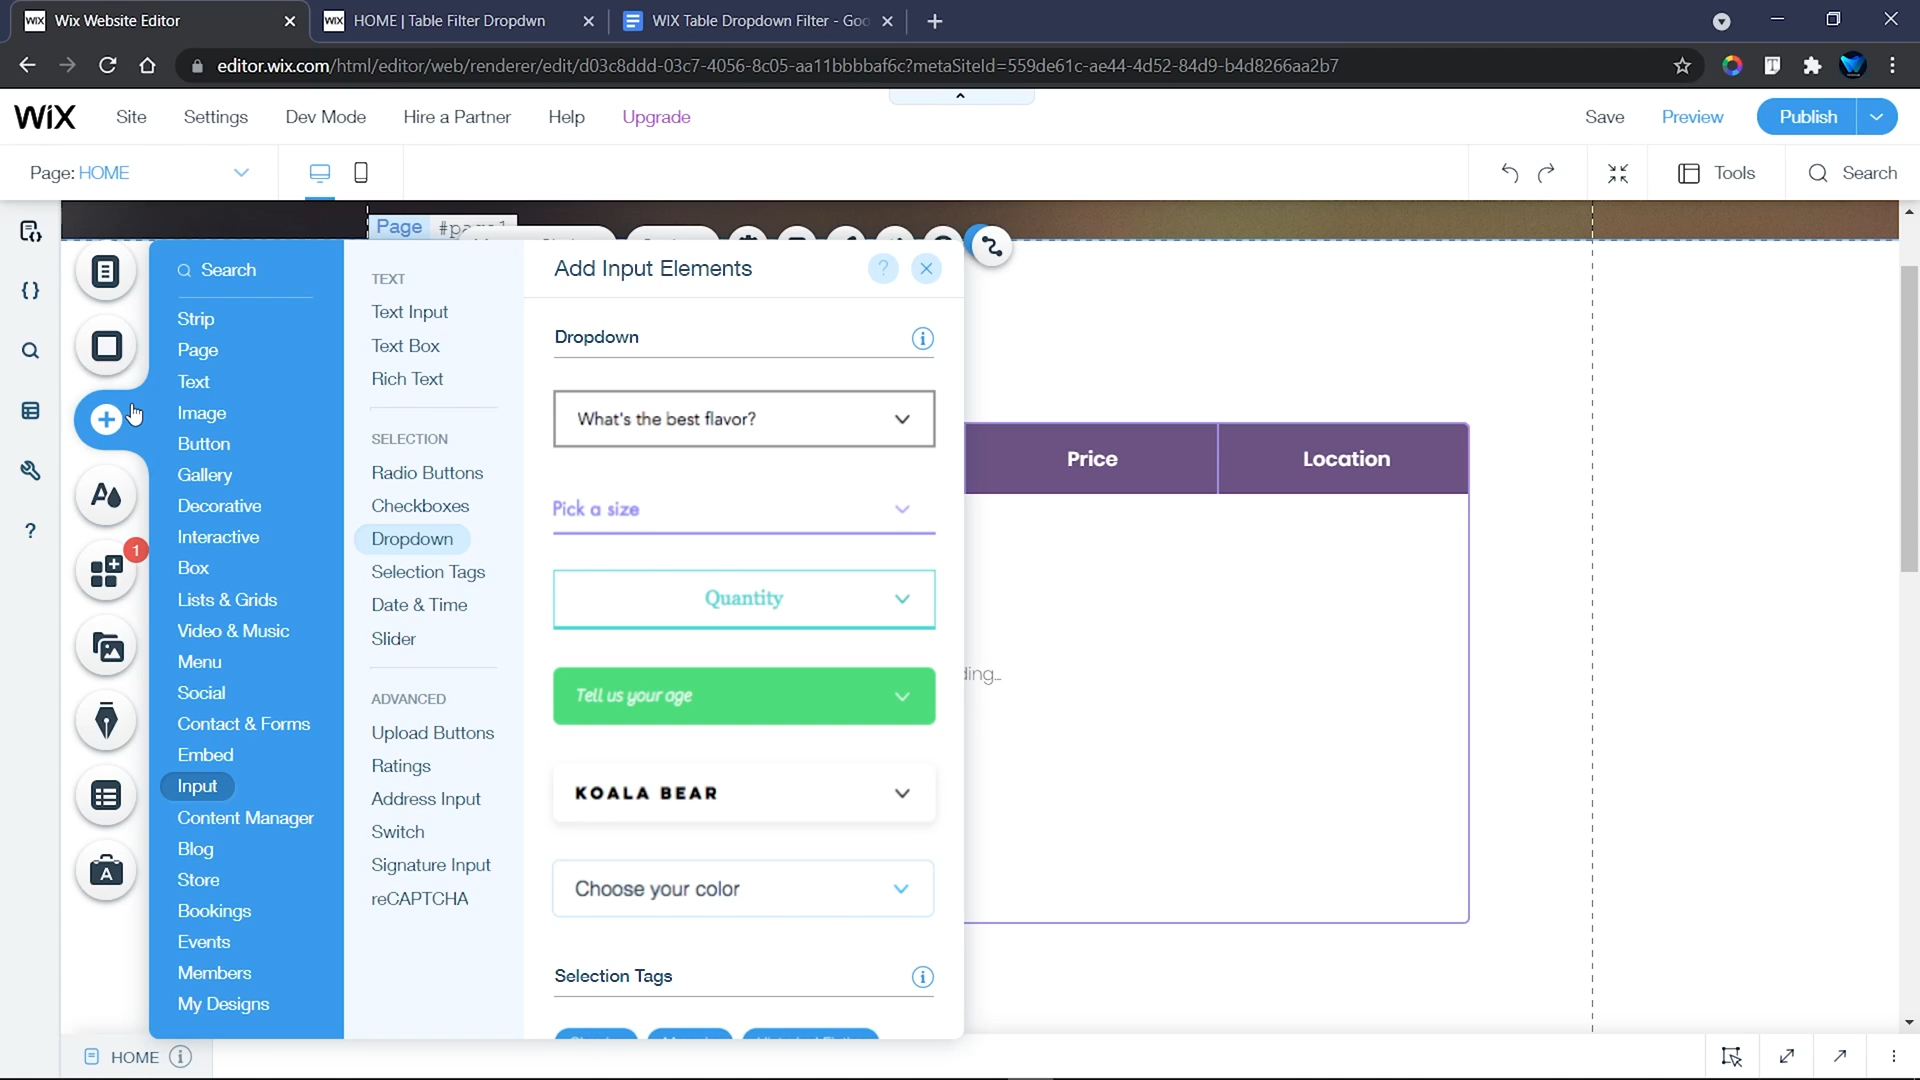 WiX Wix Website Editor
WiX HOME | Table Filter Dropdwn
WIX Table Dropdown Filter - Goo
editor.wix.com/html/editor/web/renderer/edit/d03c8ddd-03c7-4056-8c05-aa11bbbbaf6c?metaSiteId=559de61c-ae44-4d52-84d9-b4d8266aa2b7
WiX Site Settings Dev Mode Hire a Partner Help Upgrade Save Preview Publish
Page: HOME Tools Search
Page
Search
Strip
Page
Text
Image
Button
Gallery
Decorative
Interactive
Box
Lists & Grids
Video & Music
Menu
Social
Contact & Forms
Embed
Input
Content Manager
Blog
Store
Bookings
Events
Members
My Designs
1
TEXT
Text Input
Text Box
Rich Text
SELECTION
Radio Buttons
Checkboxes
Dropdown
Selection Tags
Date & Time
Slider
ADVANCED
Upload Buttons
Ratings
Address Input
Switch
Signature Input
reCAPTCHA
Add Input Elements ?
Dropdown
What's the best flavor?
Pick a size
Quantity
Tell us your age
KOALA BEAR
Choose your color
Selection Tags
Price Location
ding...
HOME